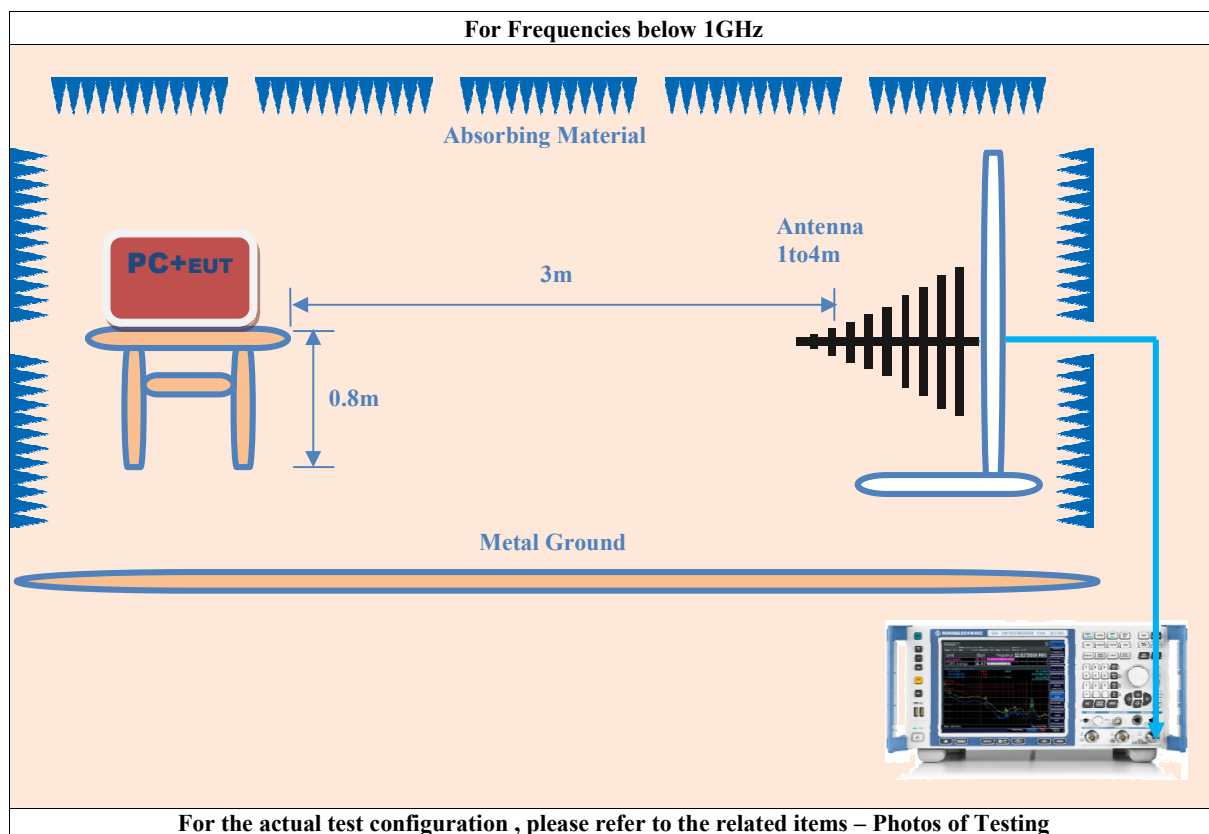 For Frequencies below 1GHz
Absorbing Material
Antenna
1to4m
PC+EUT
3m
0.8m
Metal Ground
For the actual test configuration , please refer to the related items – Photos of Testing